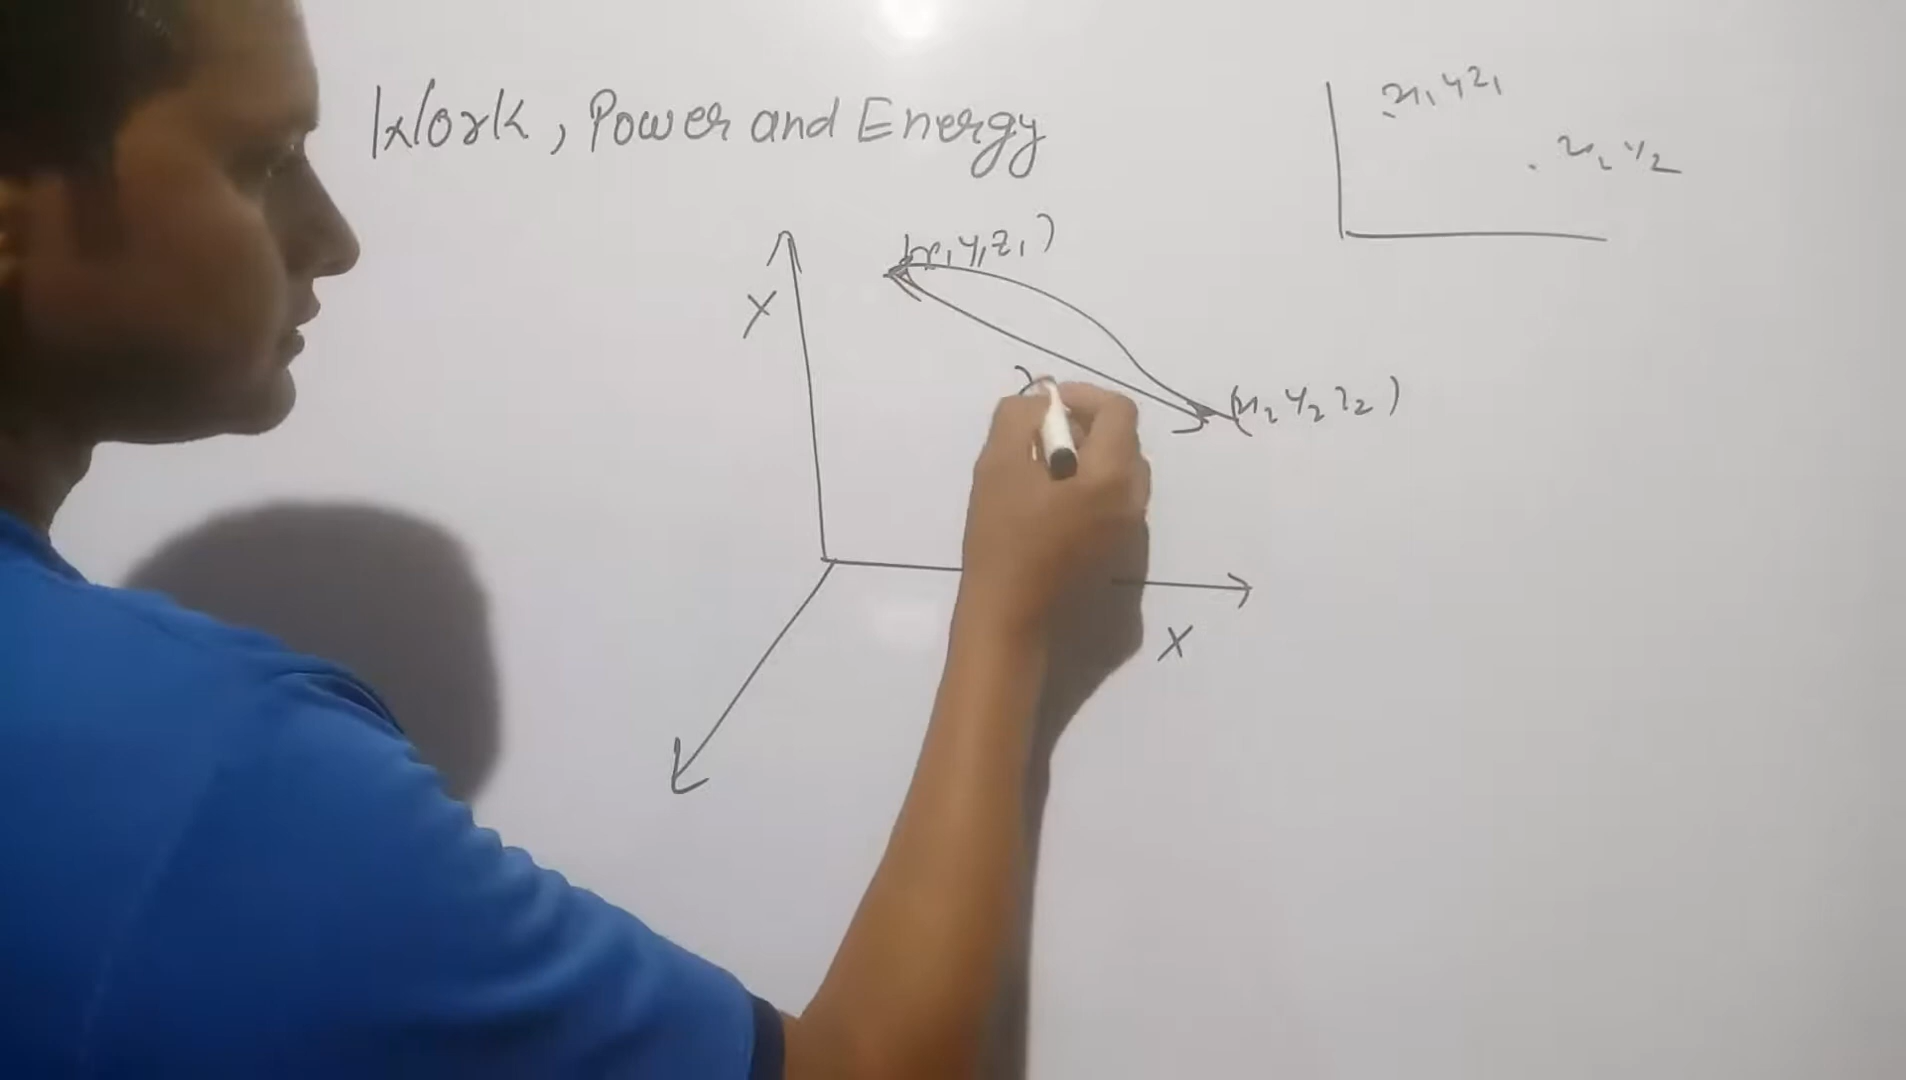 Work, Power and Energy
x₁ y z₁
x₂ y₂
(x₁ y₁ z₁)
Y
(x₂ y₂ z₂)
X